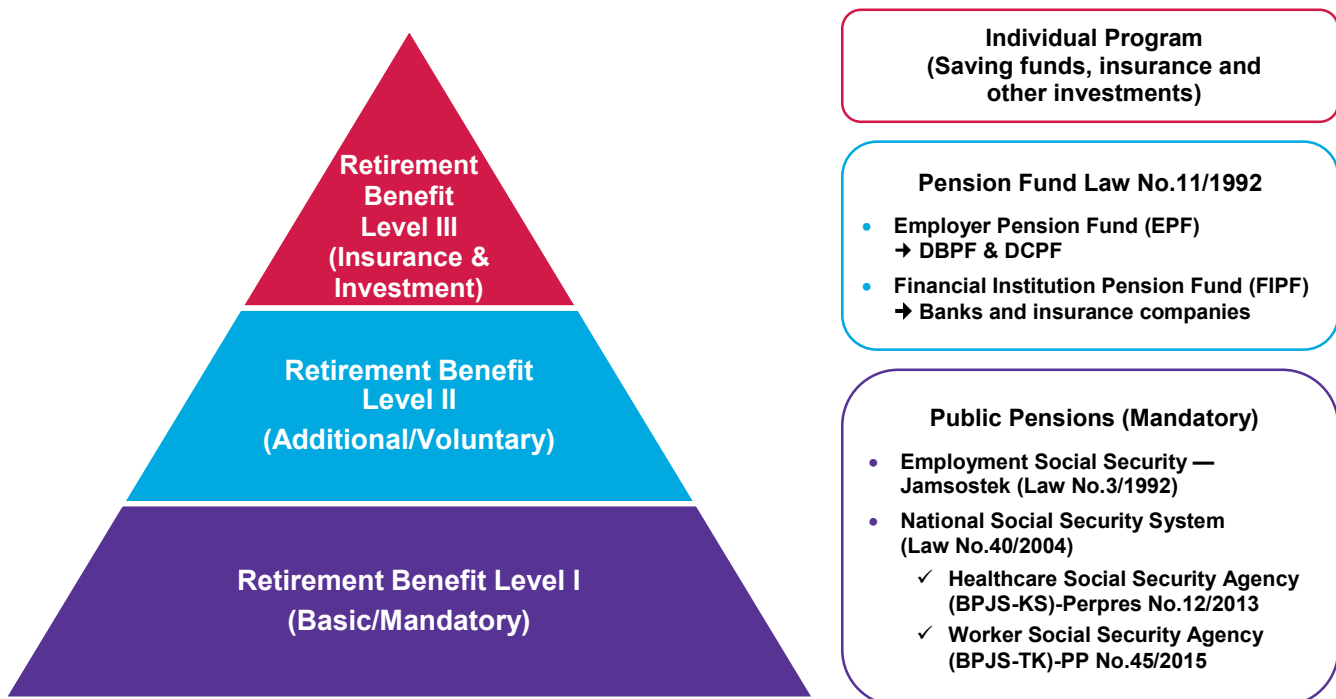 Retirement
Benefit
Level III
(Insurance &
Investment)
Retirement Benefit
Level II
(Additional/Voluntary)
Retirement Benefit Level I
(Basic/Mandatory)
Individual Program
(Saving funds, insurance and
other investments)
Pension Fund Law No.11/1992
• Employer Pension Fund (EPF)
➔ DBPF & DCPF
• Financial Institution Pension Fund (FIPF)
➔ Banks and insurance companies
Public Pensions (Mandatory)
• Employment Social Security —
Jamsostek (Law No.3/1992)
• National Social Security System
(Law No.40/2004)
✓ Healthcare Social Security Agency
(BPJS-KS)-Perpres No.12/2013
✓ Worker Social Security Agency
(BPJS-TK)-PP No.45/2015